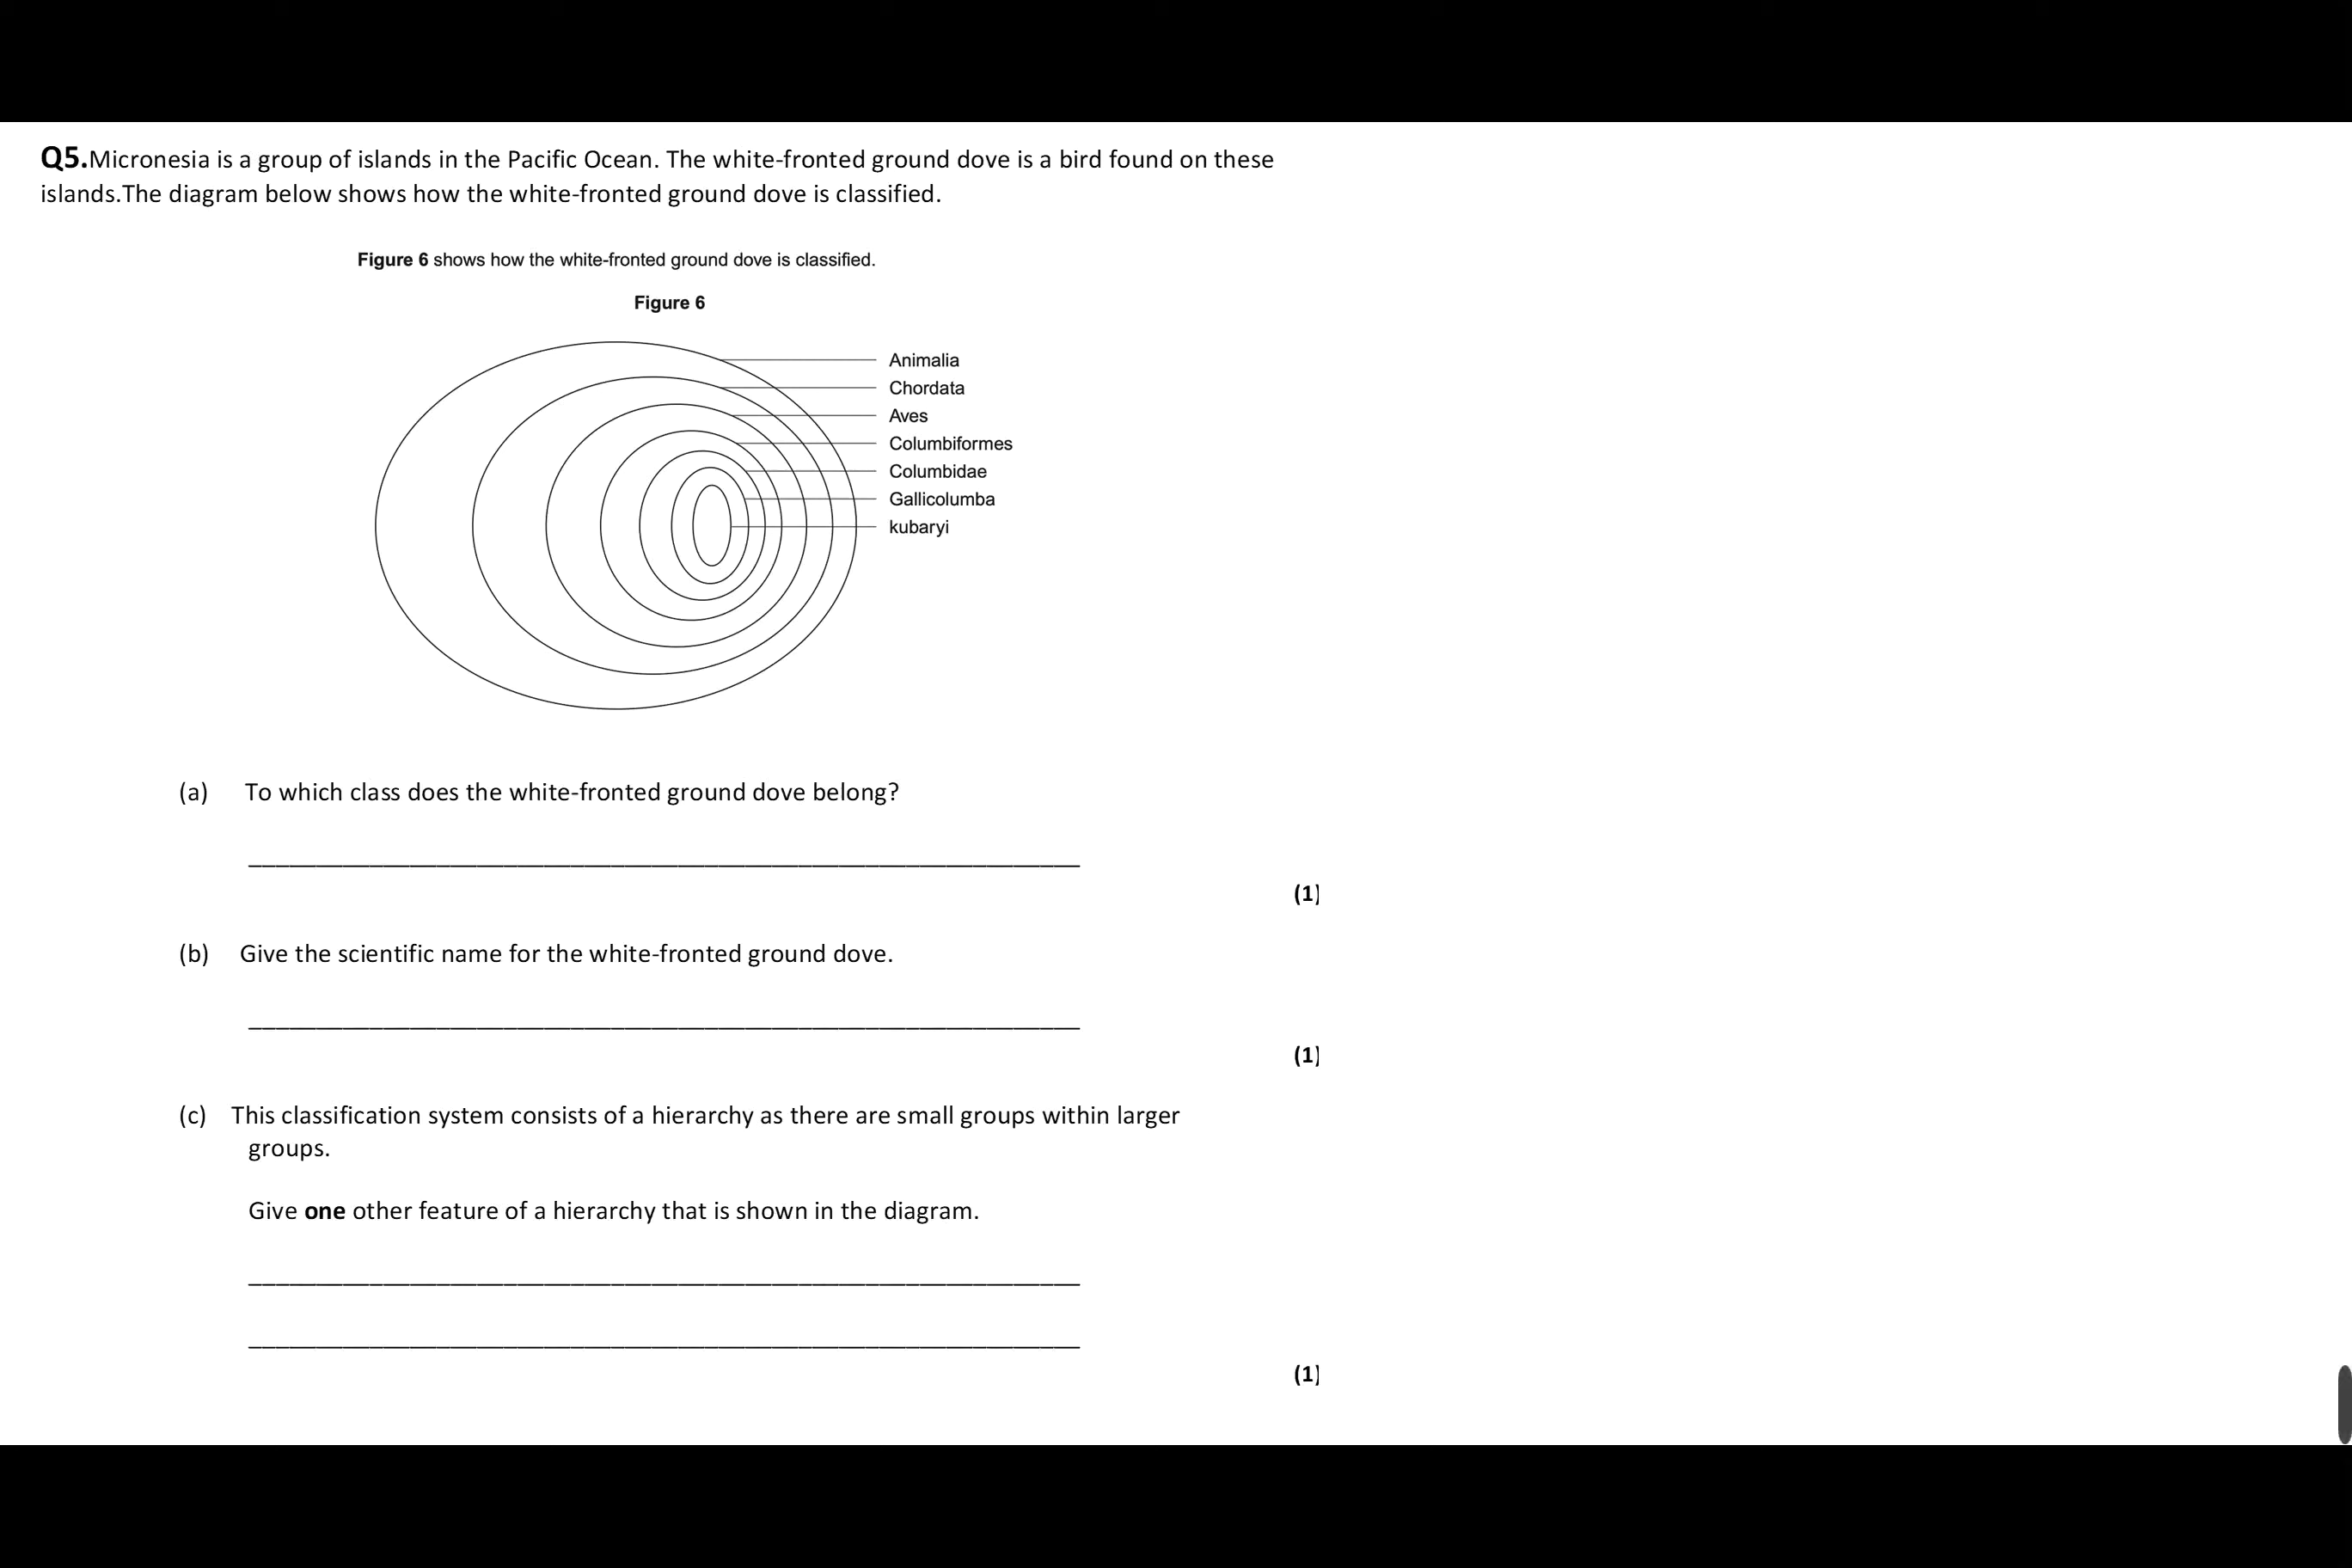 Q5.Micronesia is a group of islands in the Pacific Ocean. The white-fronted ground dove is a bird found on these
islands.The diagram below shows how the white-fronted ground dove is classified.
Figure 6 shows how the white-fronted ground dove is classified.
Figure 6
Animalia
Chordata
Aves
Columbiformes
Columbidae
Gallicolumba
kubaryi
(a) To which class does the white-fronted ground dove belong?
(1)
(b) Give the scientific name for the white-fronted ground dove.
(1)
(c) This classification system consists of a hierarchy as there are small groups within larger
groups.
Give one other feature of a hierarchy that is shown in the diagram.
(1)